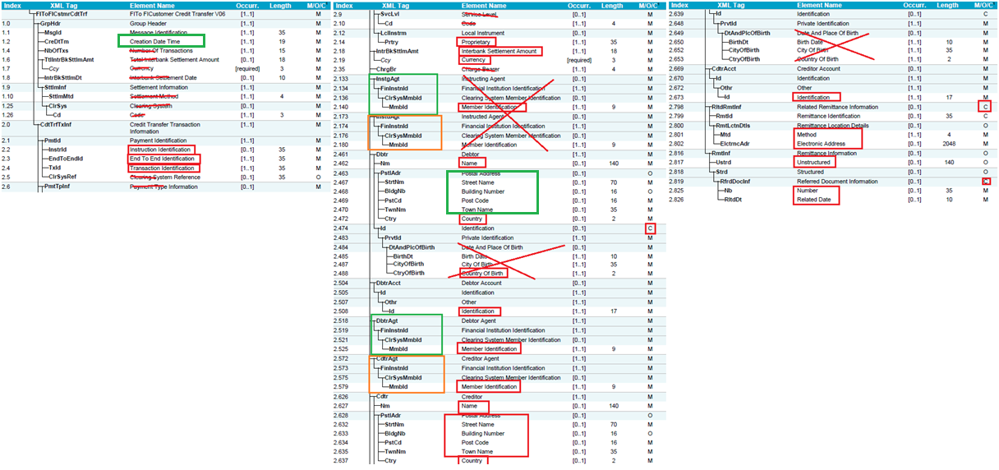 Index XML Tag Element Name Occurr. Length M/O/C
FIToFICstmrCdtTrf FIToFICustomer Credit Transfer V06 [1..1] M
1.0 GrpHdr Group Header [1..1] M
1.1 MsgId Message Identification [1..1] 35 M
1.2 CreDtTm Creation Date Time [1..1] 19 M
1.4 NbOfTxs Number Of Transactions [1..1] 15 M
1.6 TtlIntrBkSttlmAmt Total Interbank Settlement Amount [0..1] 18 M
1.7 Ccy Currency [required] 3 M
1.8 IntrBkSttlmDt Interbank Settlement Date [0..1] 10 M
1.9 SttlmInf Settlement Information [1..1] M
1.10 SttlmMtd Settlement Method [1..1] 4 M
1.25 ClrSys Clearing System [0..1] M
1.26 Cd Code [1..1] 3 M
2.0 CdtTrfTxInf Credit Transfer Transaction [1..1] M
Information
2.1 PmtId Payment Identification [1..1] M
2.2 InstrId Instruction Identification [0..1] 35 M
2.3 EndToEndId End To End Identification [1..1] 35 M
2.4 TxId Transaction Identification [1..1] 35 M
2.5 ClrSysRef Clearing System Reference [0..1] 35 O
2.6 PmtTpInf Payment Type Information [0..1] M
Index XML Tag Element Name Occurr. Length M/O/C
2.9 SvcLvl Service Level [0..1] M
2.10 Cd Code [1..1] 4 M
2.12 LclInstrm Local Instrument [0..1] M
2.14 Prtry Proprietary [1..1] 35 M
2.18 IntrBkSttlmAmt Interbank Settlement Amount [1..1] 18 M
2.19 Ccy Currency [required] 3 M
2.35 ChrgBr Charge Bearer [1..1] 4 M
2.133 InstgAgt Instructing Agent [0..1] M
2.134 FinInstnId Financial Institution Identification [1..1] M
2.136 ClrSysMmbId Clearing System Member Identification [0..1] M
2.140 MmbId Member Identification [1..1] 9 M
2.173 InstdAgt Instructed Agent [0..1] M
2.174 FinInstnId Financial Institution Identification [1..1] M
2.176 ClrSysMmbId Clearing System Member Identification [0..1] M
2.180 MmbId Member Identification [1..1] 9 M
2.461 Dbtr Debtor [1..1] M
2.462 Nm Name [0..1] 140 M
2.463 PstlAdr Postal Address [0..1] O
2.467 StrtNm Street Name [0..1] 70 M
2.468 BldgNb Building Number [0..1] 16 O
2.469 PstCd Post Code [0..1] 16 M
2.470 TwnNm Town Name [0..1] 35 M
2.472 Ctry Country [0..1] 2 M
2.474 Id Identification [0..1] C
2.483 PrvtId Private Identification [1..1] M
2.484 DtAndPlcOfBirth Date And Place Of Birth [0..1] M
2.485 BirthDt Birth Date [1..1] 10 M
2.487 CityOfBirth City Of Birth [1..1] 35 M
2.488 CtryOfBirth Country Of Birth [1..1] 2 M
2.504 DbtrAcct Debtor Account [0..1] M
2.505 Id Identification [1..1] M
2.507 Othr Other [1..1] M
2.508 Id Identification [1..1] 17 M
2.518 DbtrAgt Debtor Agent [1..1] M
2.519 FinInstnId Financial Institution Identification [1..1] M
2.521 ClrSysMmbId Clearing System Member Identification [0..1] M
2.525 MmbId Member Identification [1..1] 9 M
2.572 CdtrAgt Creditor Agent [1..1] M
2.573 FinInstnId Financial Institution Identification [1..1] M
2.575 ClrSysMmbId Clearing System Member Identification [0..1] M
2.579 MmbId Member Identification [1..1] 9 M
2.626 Cdtr Creditor [1..1] M
2.627 Nm Name [0..1] 140 M
2.628 PstlAdr Postal Address [0..1] O
2.632 StrtNm Street Name [0..1] 70 M
2.633 BldgNb Building Number [0..1] 16 O
2.634 PstCd Post Code [0..1] 16 M
2.635 TwnNm Town Name [0..1] 35 M
2.637 Ctry Country [0..1] 2 M
Index XML Tag Element Name Occurr. Length M/O/C
2.639 Id Identification [0..1] C
2.648 PrvtId Private Identification [1..1] M
2.649 DtAndPlcOfBirth Date And Place Of Birth [0..1] M
2.650 BirthDt Birth Date [1..1] 10 M
2.652 CityOfBirth City Of Birth [1..1] 35 M
2.653 CtryOfBirth Country Of Birth [1..1] 2 M
2.669 CdtrAcct Creditor Account [0..1] M
2.670 Id Identification [1..1] M
2.672 Othr Other [1..1] M
2.673 Id Identification [1..1] 17 M
2.798 RltdRmtInf Related Remittance Information [0..1] C
2.799 RmtId Remittance Identification [0..1] 35 C
2.800 RmtLctnDtls Remittance Location Details [0..1] M
2.801 Mtd Method [1..1] 4 M
2.802 ElctrncAdr Electronic Address [0..1] 2048 M
2.816 RmtInf Remittance Information [0..1] O
2.817 Ustrd Unstructured [0..1] 140 O
2.818 Strd Structured [0..1] O
2.819 RfrdDocInf Referred Document Information [0..1] C
2.825 Nb Number [0..1] 35 M
2.826 RltdDt Related Date [0..1] 10 M